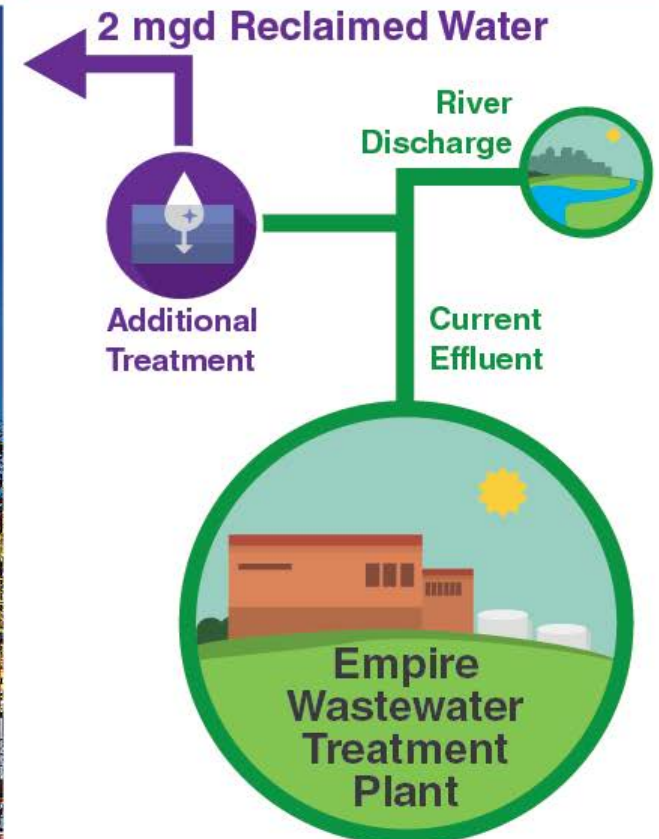 2 mgd Reclaimed Water
River
Discharge
Additional
Treatment
Current
Effluent
Empire
Wastewater
Treatment
Plant